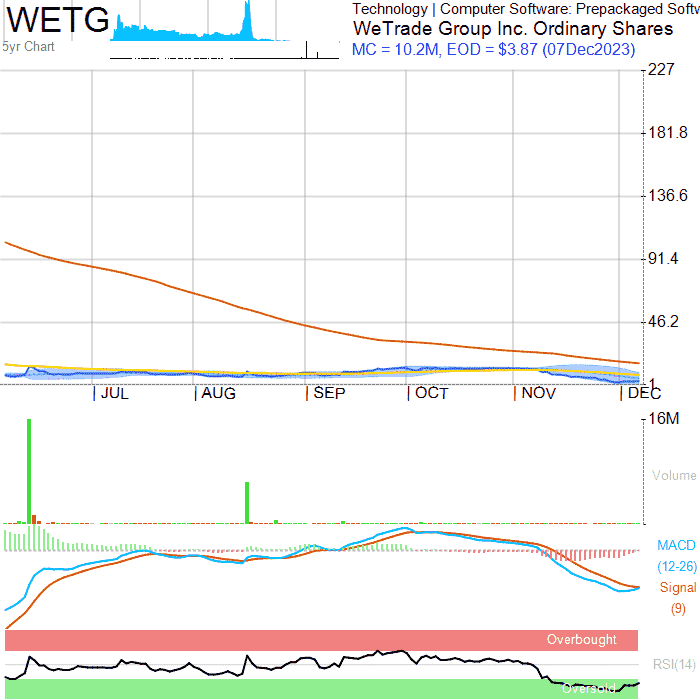 WETG
5yr Chart
Technology | Computer Software: Prepackaged Softw
WeTrade Group Inc. Ordinary Shares
MC = 10.2M, EOD = $3.87 (07Dec2023)
227
181.8
136.6
91.4
46.2
1
JUL AUG SEP OCT NOV DEC
16M
Volume
MACD
(12-26)
Signal
(9)
Overbought
RSI(14)
Oversold